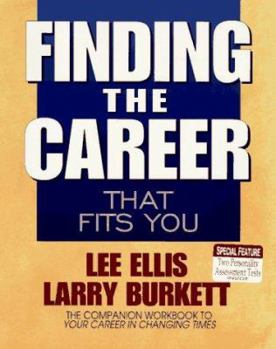 FINDING
THE
CAREER
THAT
FITS YOU
SPECIAL FEATURE
Two Personality
Assessment Tests
LEE ELLIS
LARRY BURKETT
THE COMPANION WORKBOOK TO
YOUR CAREER IN CHANGING TIMES